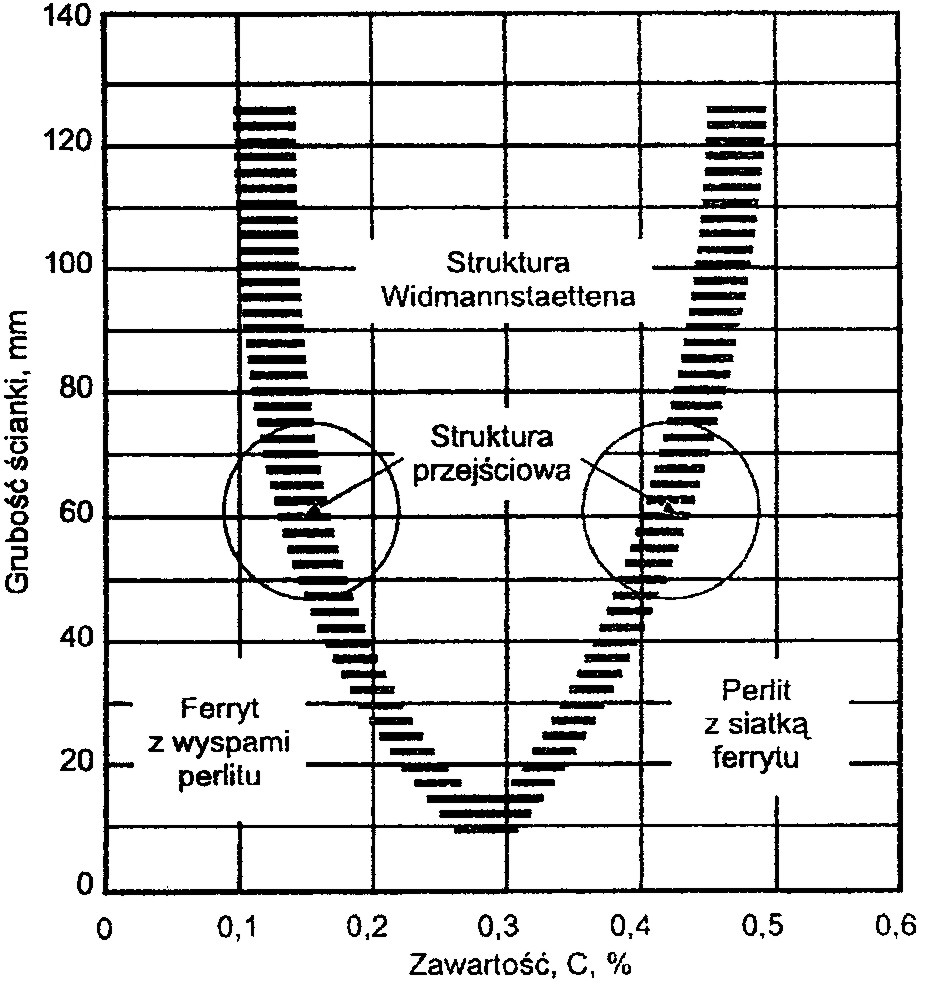 140
120
100
80
60
40
20
0
Grubość ścianki, mm
Struktura
Widmannstaettena
Struktura
przejściowa
Ferryt
z wyspami
perlitu
Perlit
z siatką
ferrytu
0 0,1 0,2 0,3 0,4 0,5 0,6
Zawartość, C, %